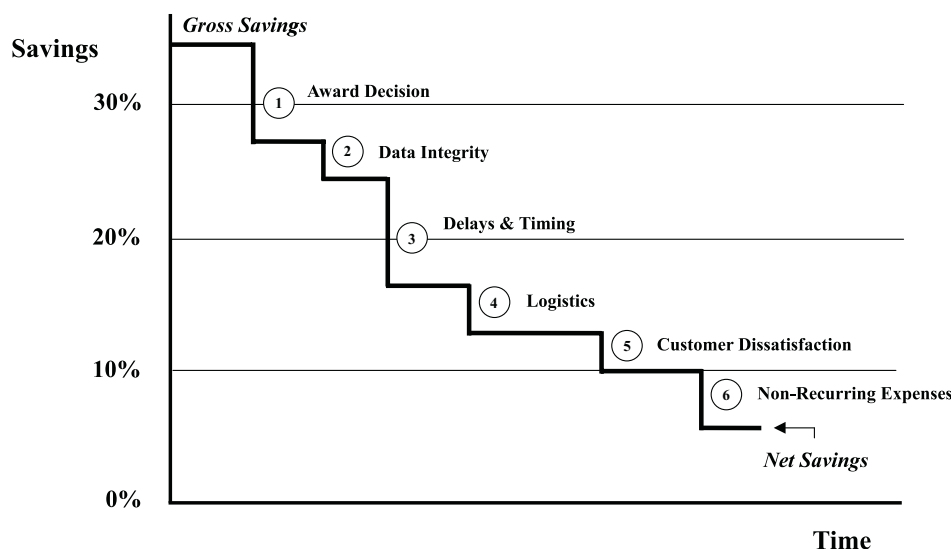 Gross Savings
Savings
30%
1 Award Decision
2 Data Integrity
20%
3 Delays & Timing
4 Logistics
5 Customer Dissatisfaction
10%
6 Non-Recurring Expenses
Net Savings
0%
Time